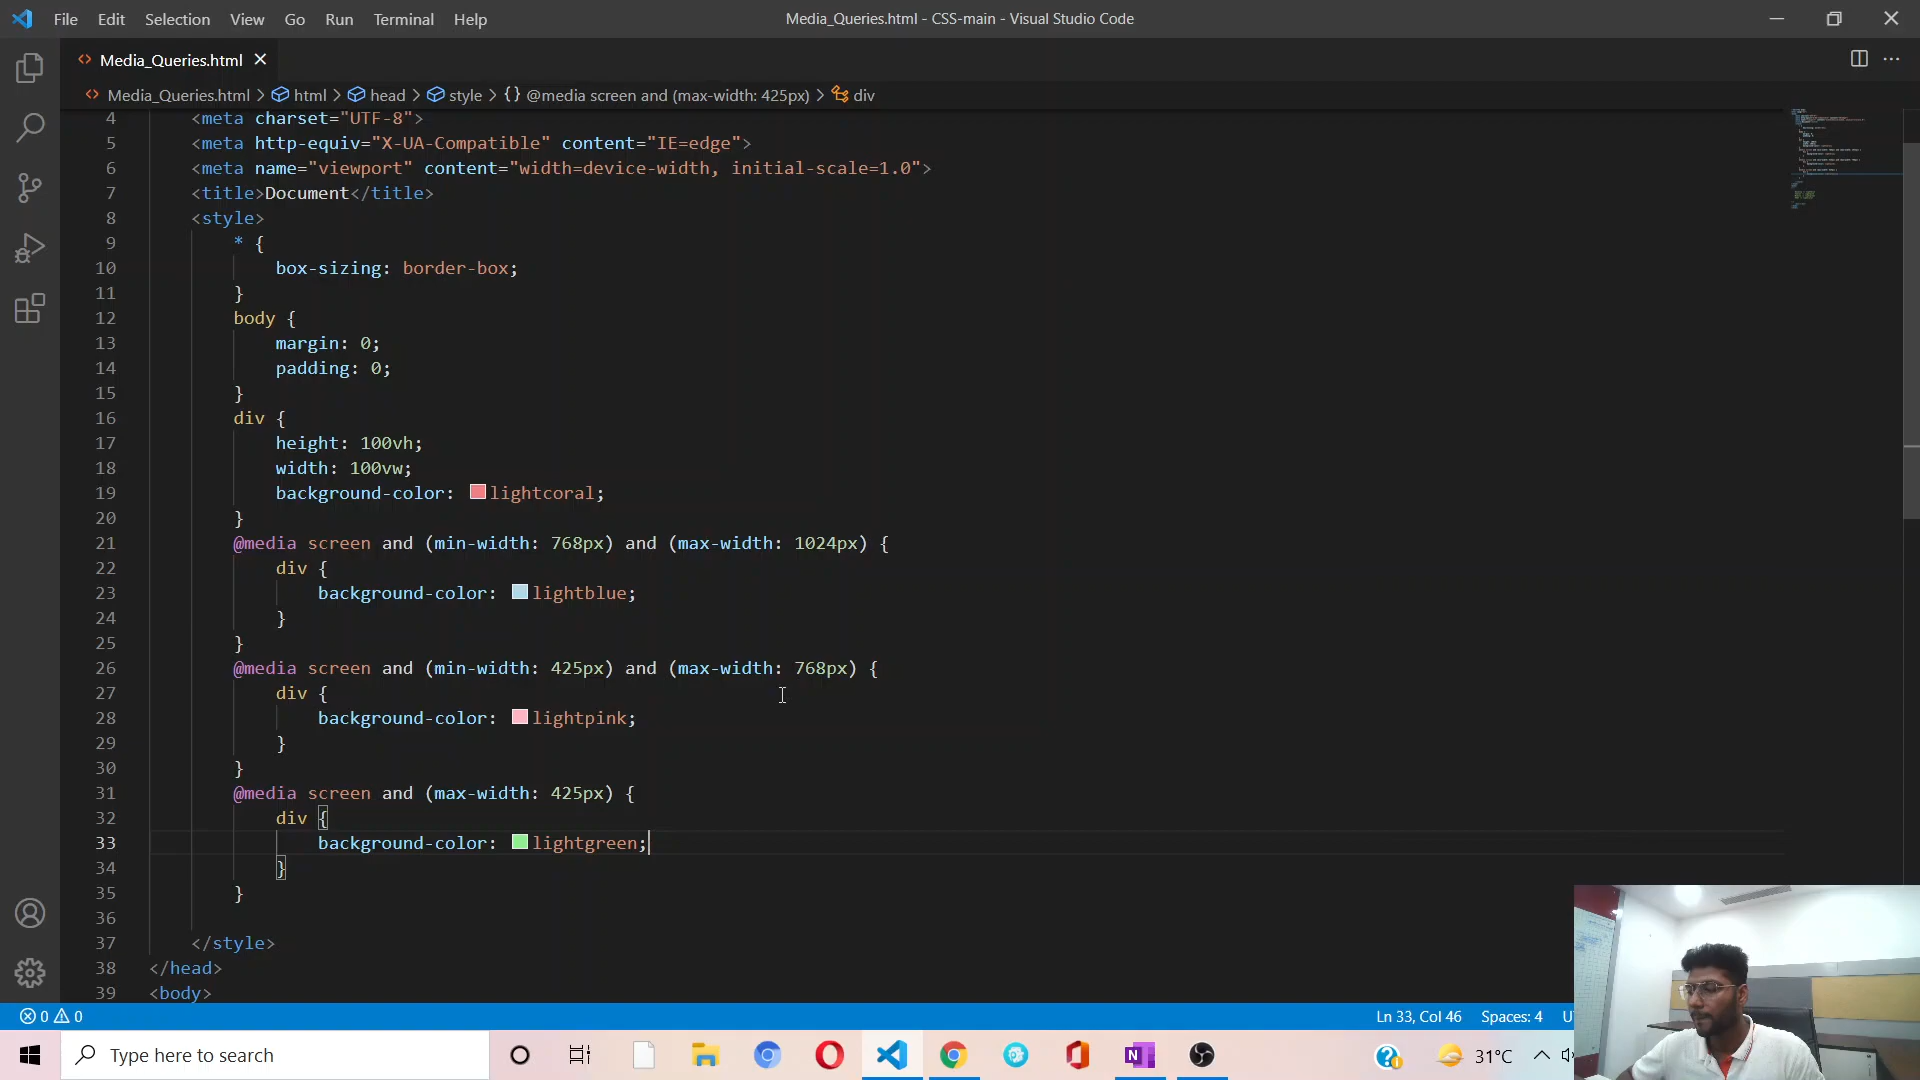 File Edit Selection View Go Run Terminal Help
Media_Queries.html - CSS-main - Visual Studio Code
Media_Queries.html
Media_Queries.html > html > head > style > {} @media screen and (max-width: 425px) > div
4 <meta charset="UTF-8">
5 <meta http-equiv="X-UA-Compatible" content="IE=edge">
6 <meta name="viewport" content="width=device-width, initial-scale=1.0">
7 <title>Document</title>
8 <style>
9 * {
10 box-sizing: border-box;
11 }
12 body {
13 margin: 0;
14 padding: 0;
15 }
16 div {
17 height: 100vh;
18 width: 100vw;
19 background-color: lightcoral;
20 }
21 @media screen and (min-width: 768px) and (max-width: 1024px) {
22 div {
23 background-color: lightblue;
24 }
25 }
26 @media screen and (min-width: 425px) and (max-width: 768px) {
27 div {
28 background-color: lightpink;
29 }
30 }
31 @media screen and (max-width: 425px) {
32 div {
33 background-color: lightgreen;
34 }
35 }
36
37 </style>
38 </head>
39 <body>
0 0 Ln 33, Col 46 Spaces: 4
Type here to search
31°C